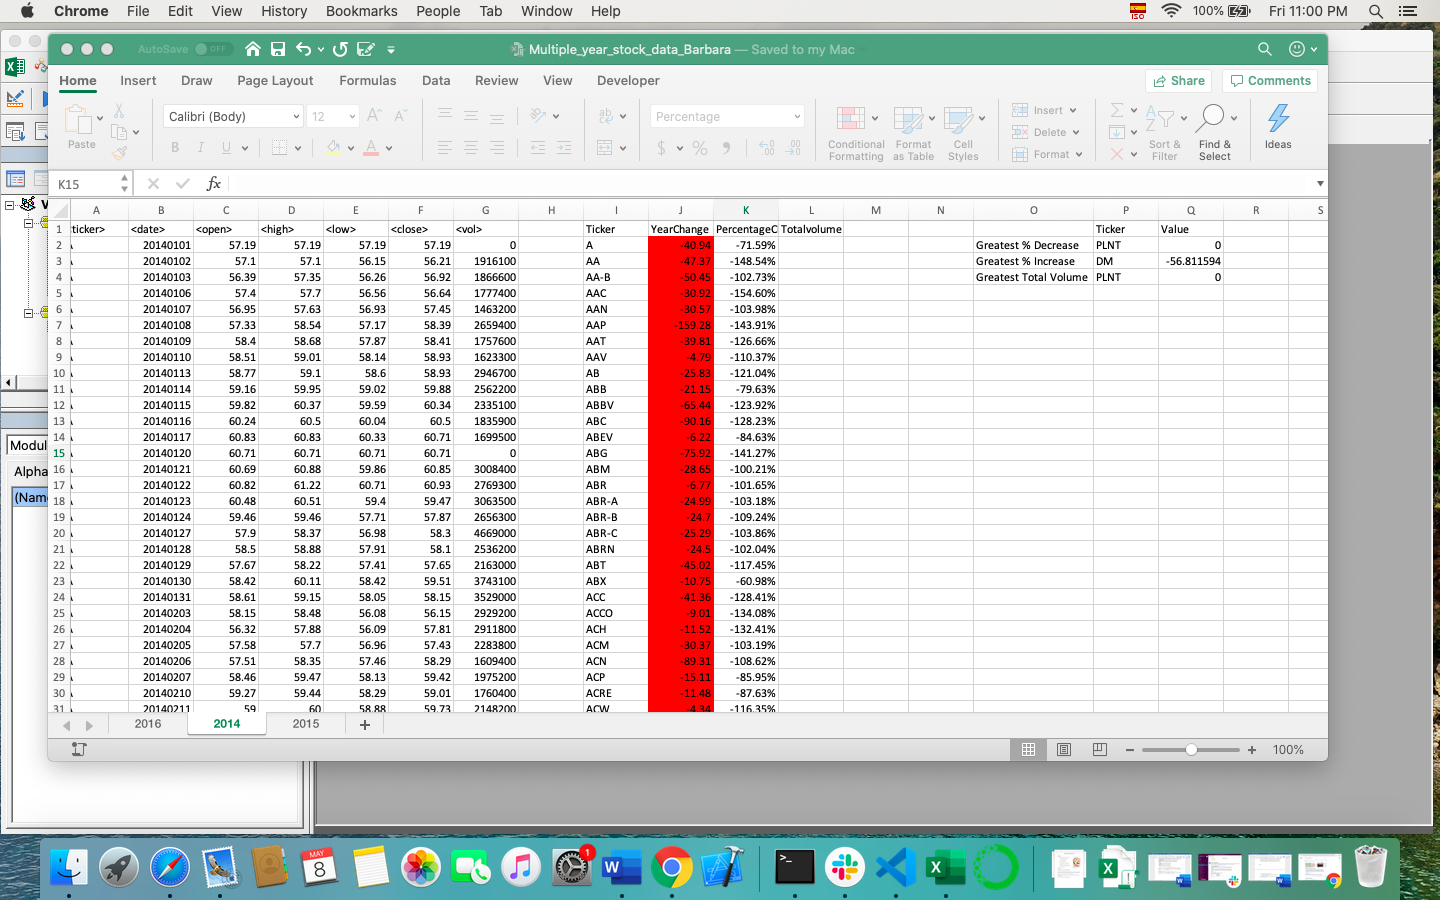 Chrome File Edit View History Bookmarks People Tab Window Help ISO 100% Fri 11:00 PM
AutoSave OFF Multiple_year_stock_data_Barbara — Saved to my Mac
Home Insert Draw Page Layout Formulas Data Review View Developer Share Comments
Paste Calibri (Body) 12 A A B I U A ab Percentage $ % Conditional Formatting Format as Table Cell Styles Insert Delete Format Sort & Filter Find & Select Ideas
K15 fx
A B C D E F G H I J K L M N O P Q R S
1 ticker> <date> <open> <high> <low> <close> <vol> Ticker YearChange PercentageC Totalvolume Ticker Value
2 20140101 57.19 57.19 57.19 57.19 0 A -40.94 -71.59% Greatest % Decrease PLNT 0
3 20140102 57.1 57.1 56.15 56.21 1916100 AA -47.37 -148.54% Greatest % Increase DM -56.811594
4 20140103 56.39 57.35 56.26 56.92 1866600 AA-B -50.45 -102.73% Greatest Total Volume PLNT 0
5 20140106 57.4 57.7 56.56 56.64 1777400 AAC -30.92 -154.60%
6 20140107 56.95 57.63 56.93 57.45 1463200 AAN -30.57 -103.98%
7 20140108 57.33 58.54 57.17 58.39 2659400 AAP -159.28 -143.91%
8 20140109 58.4 58.68 57.87 58.41 1757600 AAT -39.81 -126.66%
9 20140110 58.51 59.01 58.14 58.93 1623300 AAV -4.79 -110.37%
10 20140113 58.77 59.1 58.6 58.93 2946700 AB -25.83 -121.04%
11 20140114 59.16 59.95 59.02 59.88 2562200 ABB -21.15 -79.63%
12 20140115 59.82 60.37 59.59 60.34 2335100 ABBV -65.44 -123.92%
13 20140116 60.24 60.5 60.04 60.5 1835900 ABC -90.16 -128.23%
14 20140117 60.83 60.83 60.33 60.71 1699500 ABEV -6.22 -84.63%
15 20140120 60.71 60.71 60.71 60.71 0 ABG -75.92 -141.27%
16 20140121 60.69 60.88 59.86 60.85 3008400 ABM -28.65 -100.21%
17 20140122 60.82 61.22 60.71 60.93 2769300 ABR -6.77 -101.65%
18 20140123 60.48 60.51 59.4 59.47 3063500 ABR-A -24.99 -103.18%
19 20140124 59.46 59.46 57.71 57.87 2656300 ABR-B -24.7 -109.24%
20 20140127 57.9 58.37 56.98 58.3 4669000 ABR-C -25.29 -103.86%
21 20140128 58.5 58.88 57.91 58.1 2536200 ABRN -24.5 -102.04%
22 20140129 57.67 58.22 57.41 57.65 2163000 ABT -45.02 -117.45%
23 20140130 58.42 60.11 58.42 59.51 3743100 ABX -10.75 -60.98%
24 20140131 58.61 59.15 58.05 58.15 3529000 ACC -41.36 -128.41%
25 20140203 58.15 58.48 56.08 56.15 2929200 ACCO -9.01 -134.08%
26 20140204 56.32 57.88 56.09 57.81 2911800 ACH -11.52 -132.41%
27 20140205 57.58 57.7 56.96 57.43 2283800 ACM -30.37 -103.19%
28 20140206 57.51 58.35 57.46 58.29 1609400 ACN -89.31 -108.62%
29 20140207 58.46 59.47 58.13 59.42 1975200 ACP -15.11 -85.95%
30 20140210 59.27 59.44 58.29 59.01 1760400 ACRE -11.48 -87.63%
31 20140211 59 60 58.88 59.73 2148200 ACW -4.34 -116.35%
2016 2014 2015 +
100%
V
Modul
Alpha
(Nam
MAY 8 1